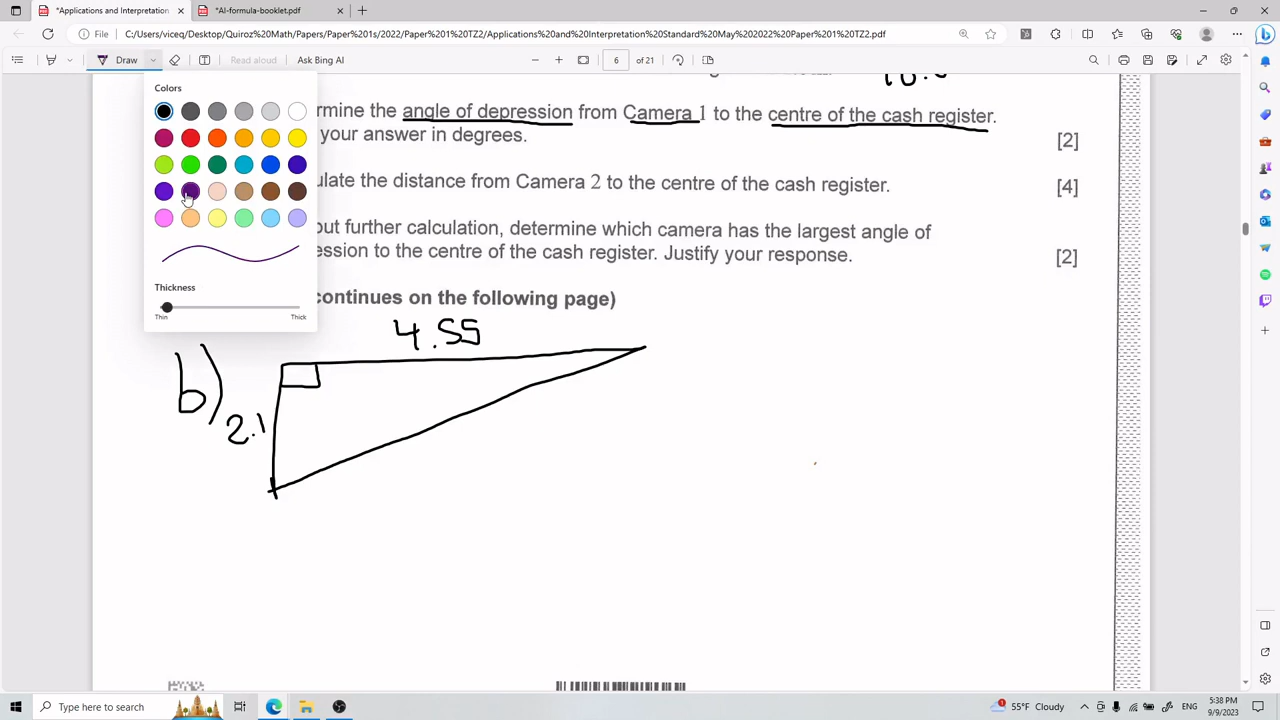 *Applications and Interpretation
AI-formula-booklet.pdf
File
C:/Users/viceq/Quiroz%20Math/Papers/Paper%201s/2022/Paper%201%20TZ2/Applications%20and%20Interpretation%20Standard%20May%202022%20Paper%201%20TZ2.pdf
Draw
Read aloud
Ask Bing AI
6
of 21
Colors
Thickness
Thin
Thick
rmine the angle of depression from Camera to the centre of the cash register.
your answer in degrees.
[2]
ulate the distance from Camera 2 to the centre of the cash register.
[4]
out further calculation, determine which camera has the largest angle of
ession to the centre of the cash register. Justify your response.
[2]
continues on the following page)
b)
4.55
2.1
Type here to search
55°F Cloudy
ENG
5:38 PM
9/9/2023